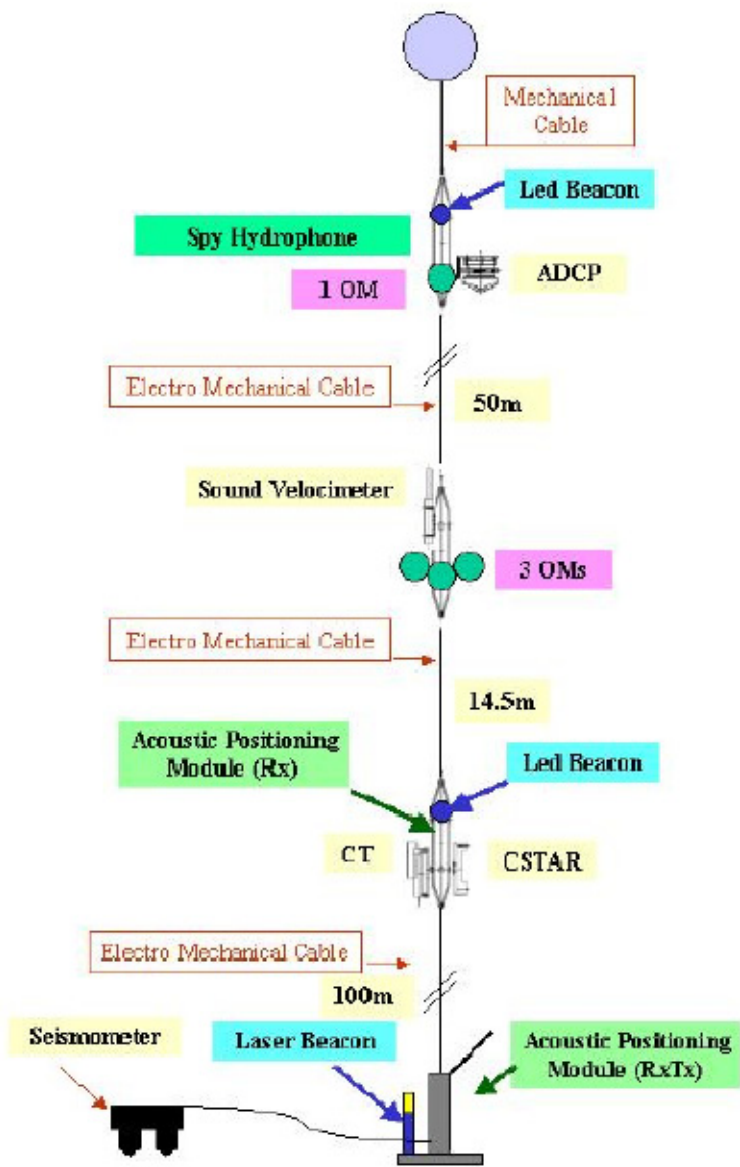 Mechanical
Cable
Led Beacon
Spy Hydrophone
ADCP
1 OM
Electro Mechanical Cable
50m
Sound Velocimeter
3 OMs
Electro Mechanical Cable
14.5m
Acoustic Positioning
Module (Rx)
Led Beacon
CT
CSTAR
Electro Mechanical Cable
100m
Seismometer
Laser Beacon
Acoustic Positioning
Module (RxTx)